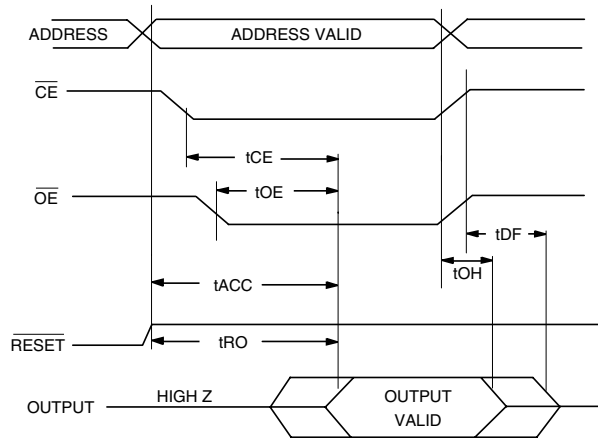 ADDRESS
ADDRESS VALID
CE
tCE
tOE
OE
tDF
tOH
tACC
RESET
tRO
OUTPUT
HIGH Z
OUTPUT
VALID